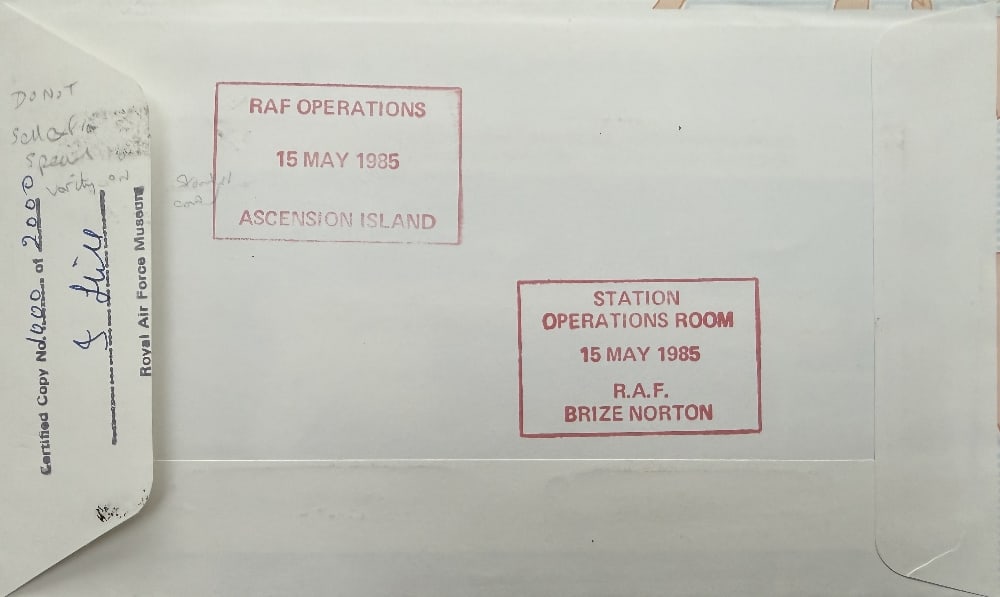 RAF OPERATIONS
15 MAY 1985
ASCENSION ISLAND
STATION
OPERATIONS ROOM
15 MAY 1985
R.A.F.
BRIZE NORTON
DO NOT
Certified Copy No. 1000 of 2000
Royal Air Force Museum